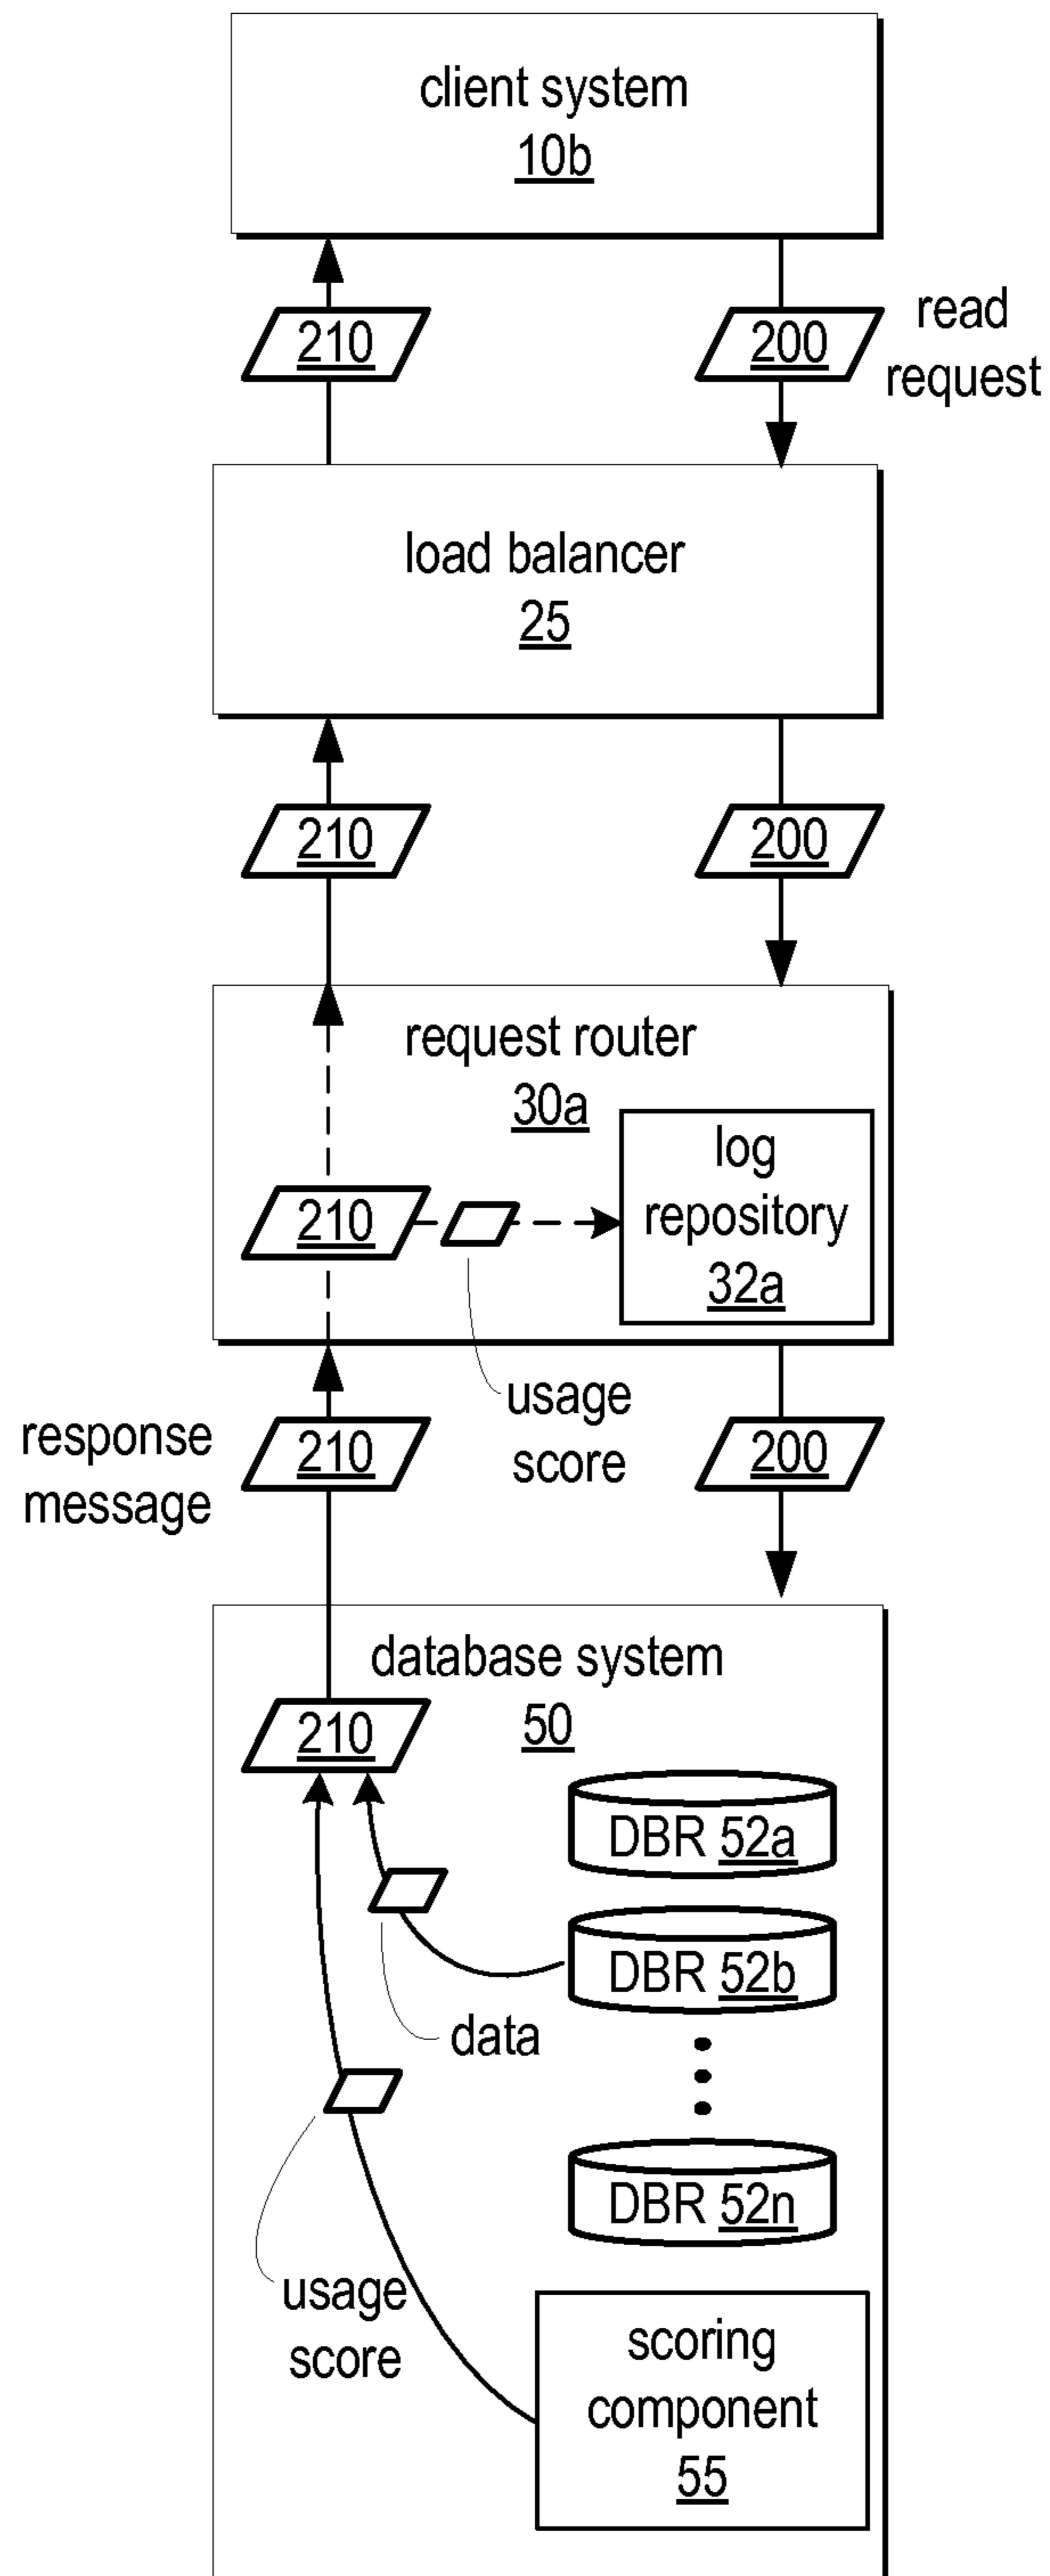 client system
10b
210
200
read
request
load balancer
25
210
200
request router
30a
log
repository
32a
210
usage
score
response
message
210
200
database system
50
210
DBR 52a
DBR 52b
data
DBR 52n
usage
score
scoring
component
55